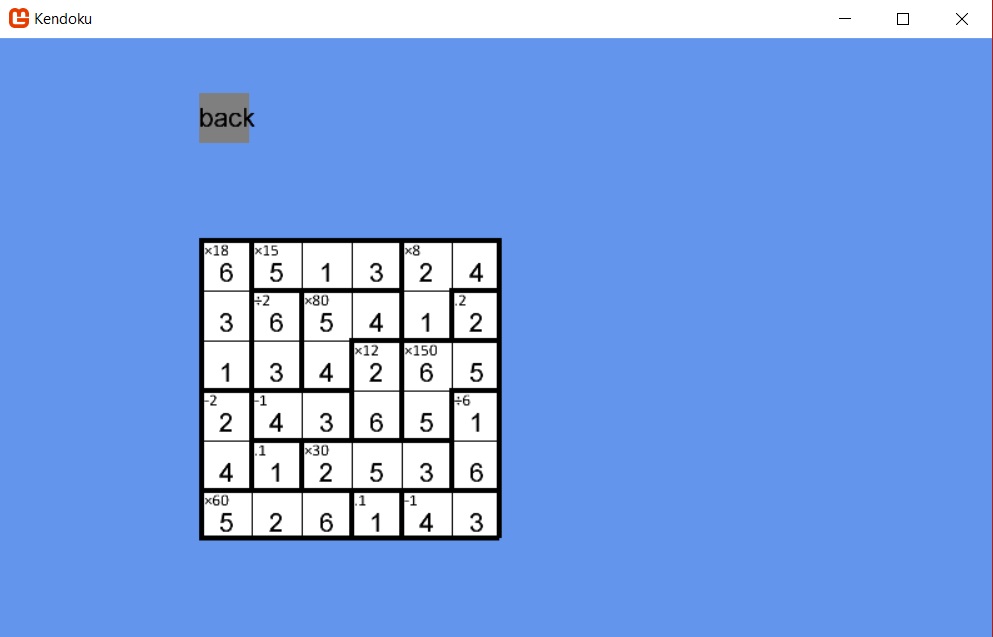 Kendoku
back
×18 ×15 ×8
6 5 1 3 2 4
÷2 ×80 .2
3 6 5 4 1 2
×12 ×150
1 3 4 2 6 5
-2 -1 ÷6
2 4 3 6 5 1
.1 ×30
4 1 2 5 3 6
×60 .1 -1
5 2 6 1 4 3